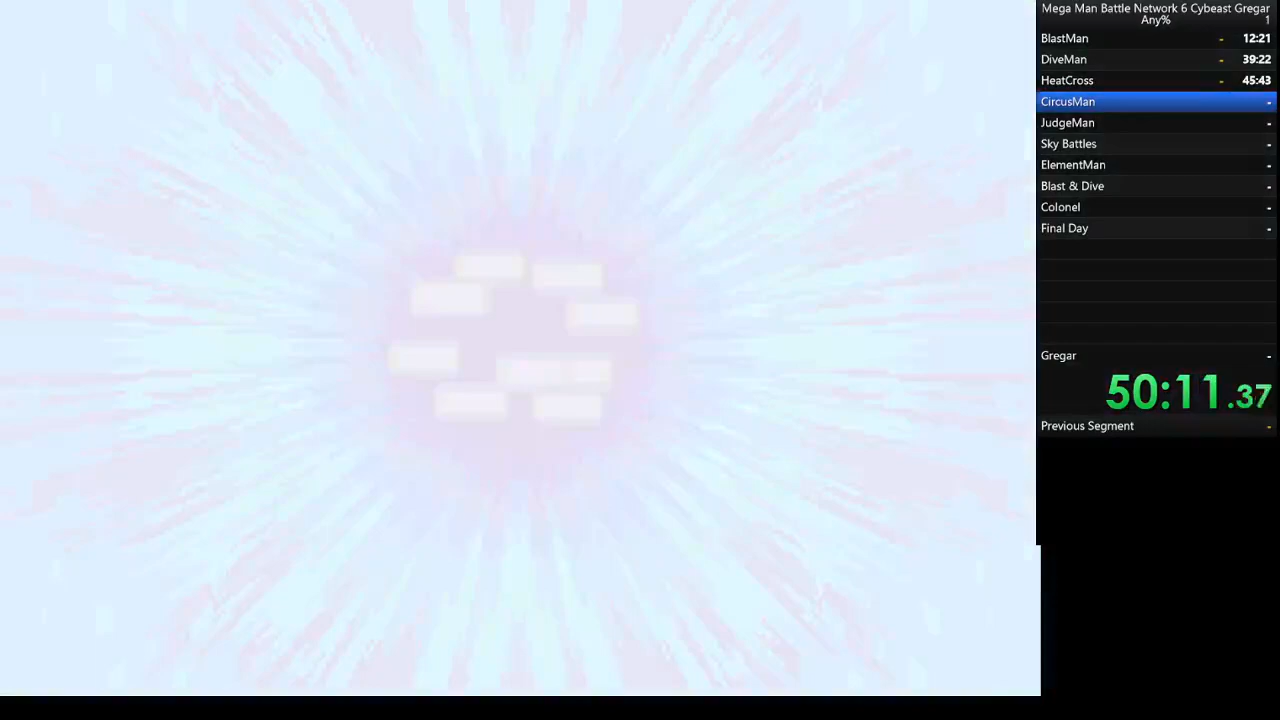 Mega Man Battle Network 6 Cybeast Gregar
Any% 1
BlastMan - 12:21
DiveMan - 39:22
HeatCross - 45:43
CircusMan -
JudgeMan -
Sky Battles -
ElementMan -
Blast & Dive -
Colonel -
Final Day -
Gregar -
50:11.37
Previous Segment -